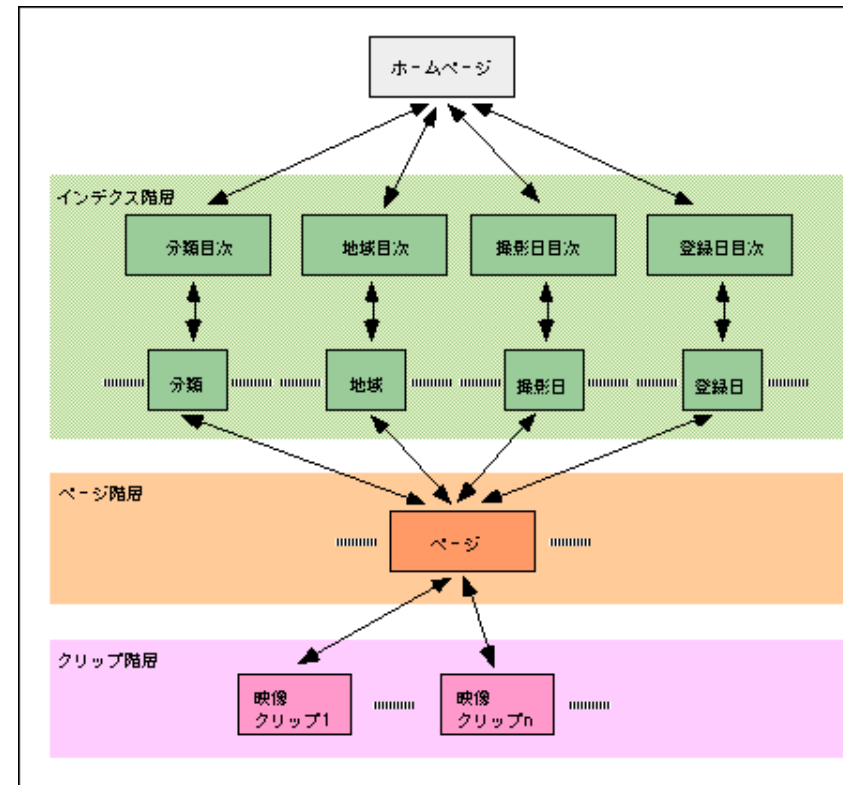 ホームページ
インデクス階層
分類目次
地域目次
撮影日目次
登録日目次
分類
地域
撮影日
登録日
ページ階層
ページ
クリップ階層
映像
クリップ1
映像
クリップn